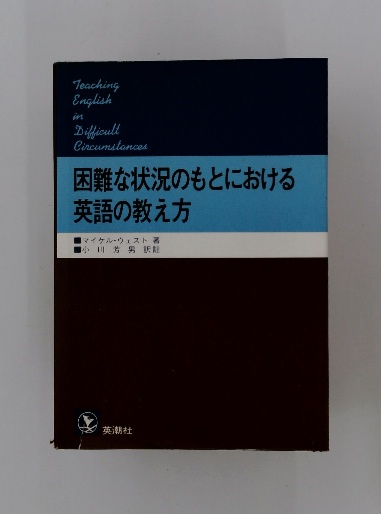 Teaching
English
in
Difficult
Circumstances
困難な状況のもとにおける
英語の教え方
■マイケル・ウェスト 著
■小川 芳男 訳註
英潮社